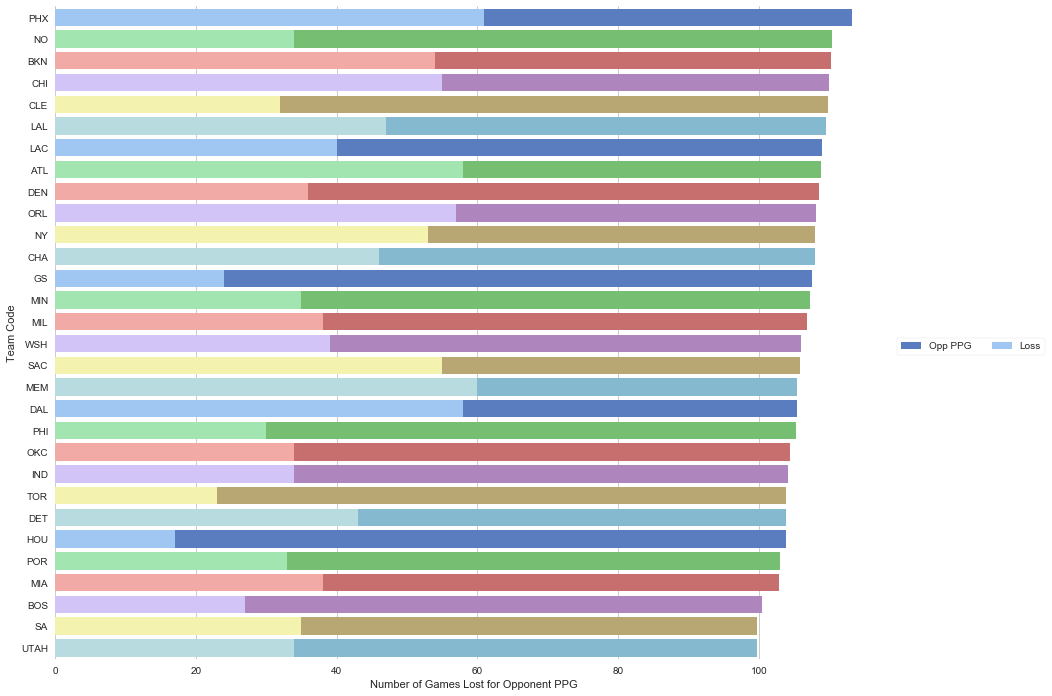 PHX
NO
BKN
CHI
CLE
LAL
LAC
ATL
DEN
ORL
NY
CHA
GS
MIN
MIL
WSH
SAC
MEM
DAL
PHI
OKC
IND
TOR
DET
HOU
POR
MIA
BOS
SA
UTAH
Team Code
Opp PPG Loss
0 20 40 60 80 100
Number of Games Lost for Opponent PPG